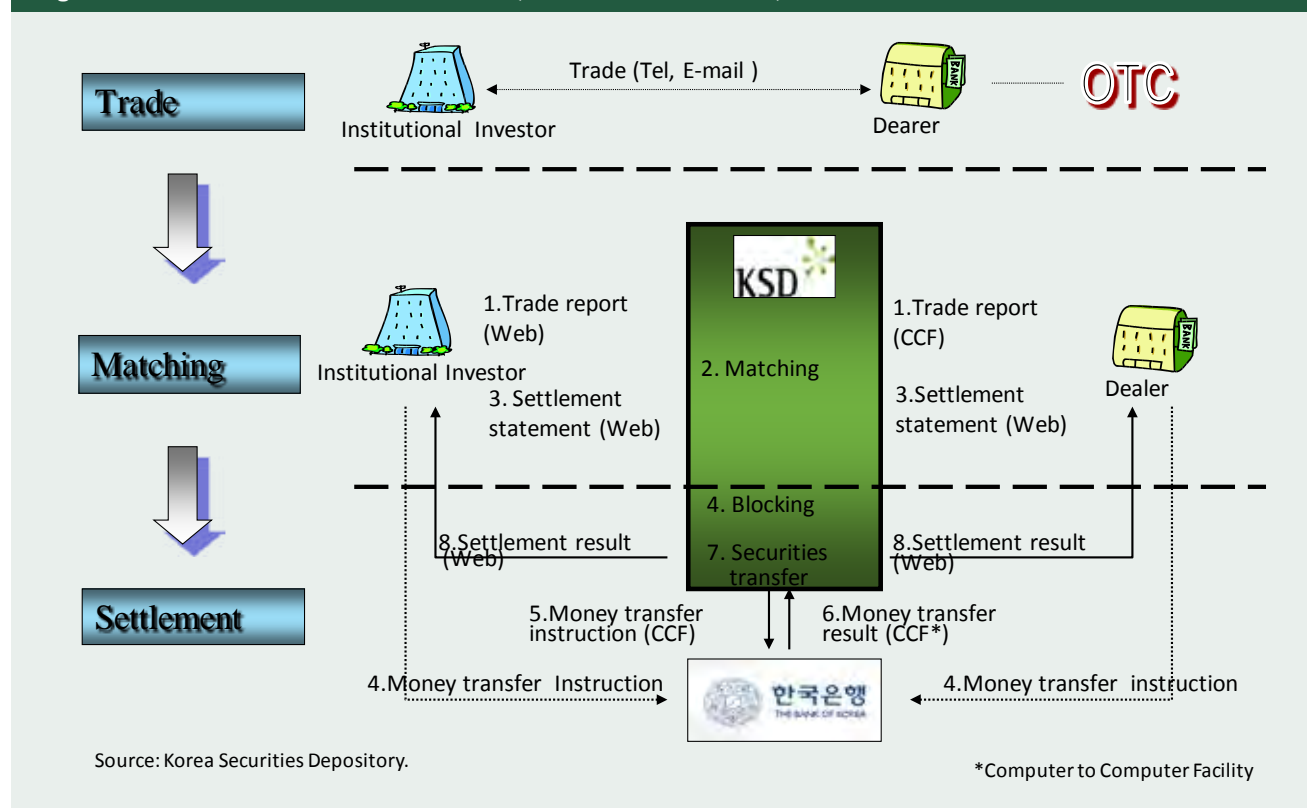 Trade
Trade (Tel, E-mail )
BANK
OTC
Institutional Investor
Dearer
KSD
1.Trade report
(Web)
1.Trade report
(CCF)
BANK
Matching
Institutional Investor
2. Matching
Dealer
3. Settlement
statement (Web)
3.Settlement
statement (Web)
4. Blocking
8.Settlement result
(Web)
7. Securities
transfer
8.Settlement result
(Web)
Settlement
5.Money transfer
instruction (CCF)
6.Money transfer
result (CCF*)
4.Money transfer Instruction
한국은행
THE BANK OF KOREA
4.Money transfer instruction
Source: Korea Securities Depository.
*Computer to Computer Facility